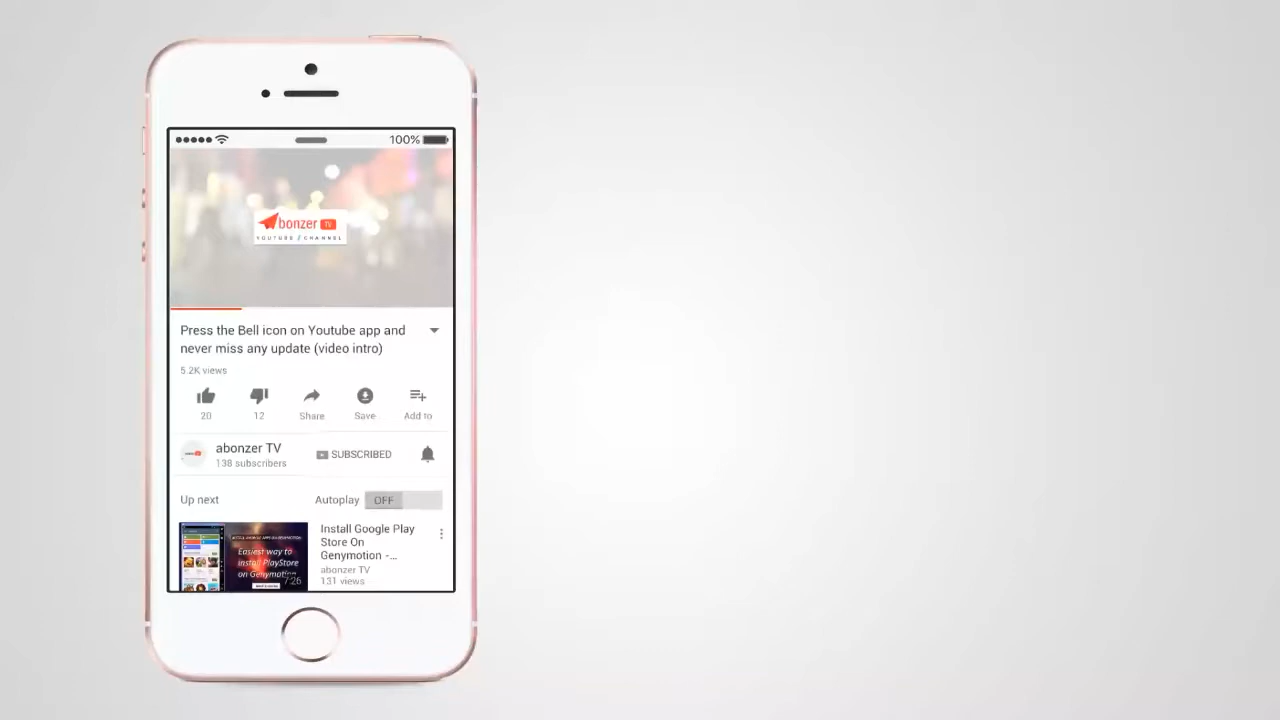 100%
bonzer TV
YOUTUBE / CHANNEL
Press the Bell icon on Youtube app and
never miss any update (video intro)
5.2K views
20
12
Share
Save
Add to
abonzer TV
138 subscribers
SUBSCRIBED
Up next
Autoplay
OFF
Easiest way to
install PlayStore
on Genymotion
7:26
Install Google Play
Store On
Genymotion -...
abonzer TV
131 views